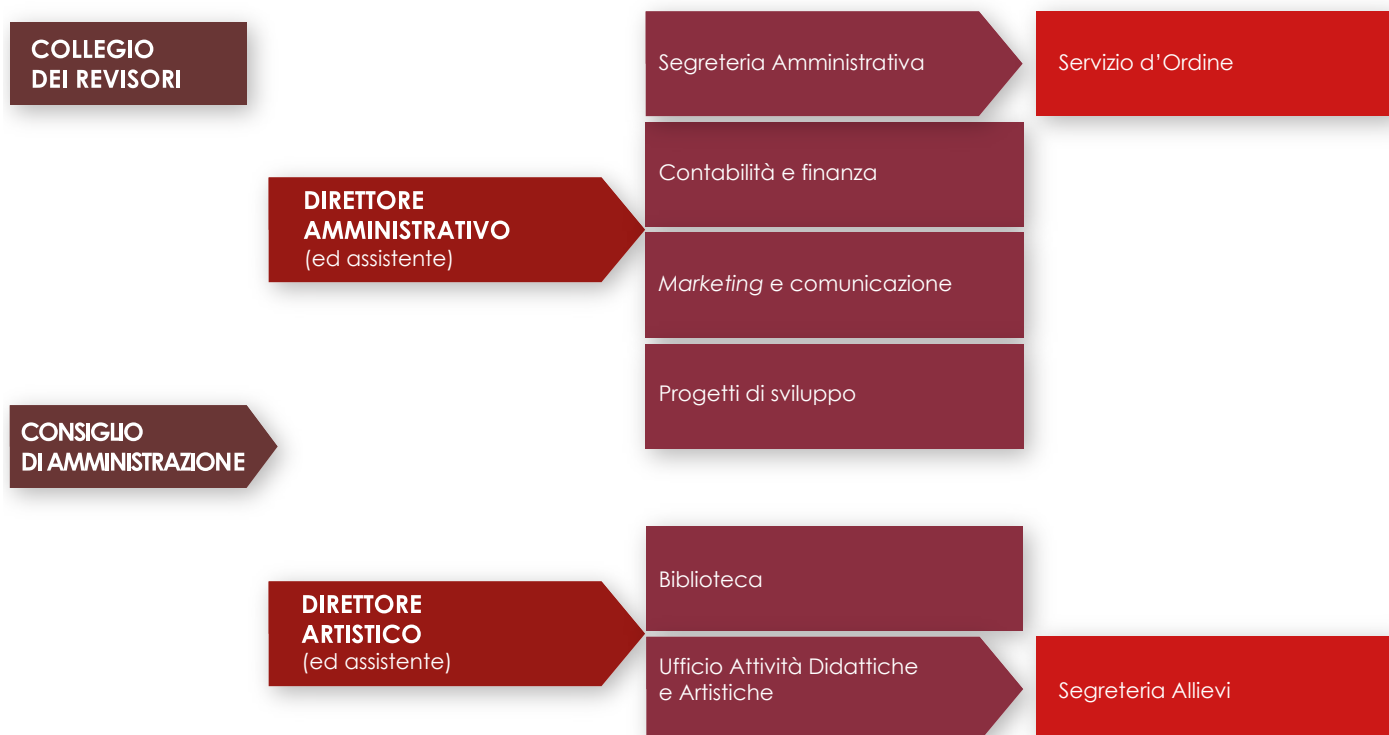 COLLEGIO
DEI REVISORI
Segreteria Amministrativa
Servizio d’Ordine
Contabilità e finanza
DIRETTORE
AMMINISTRATIVO
(ed assistente)
Marketing e comunicazione
Progetti di sviluppo
CONSIGLIO
DI AMMINISTRAZIONE
Biblioteca
DIRETTORE
ARTISTICO
(ed assistente)
Ufficio Attività Didattiche
e Artistiche
Segreteria Allievi